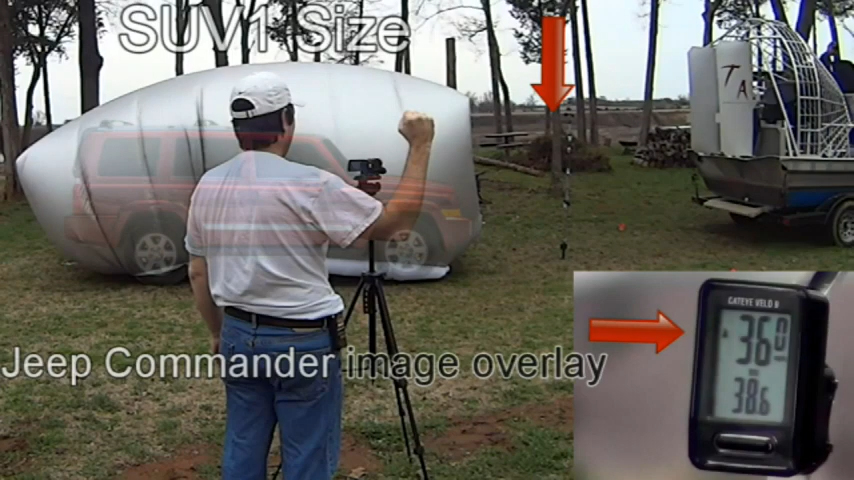 SUV1 Size
TA
CATEYE VELO 8
36.0
38.6
Jeep Commander image overlay